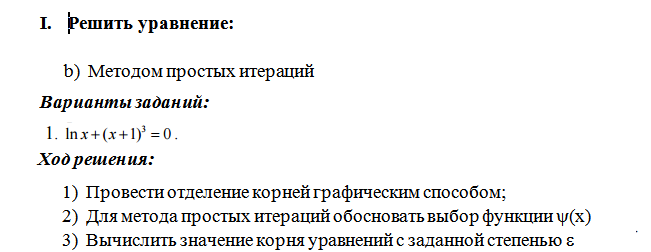 I. Решить уравнение:
b) Методом простых итераций
Варианты заданий:
1. ln x + (x + 1)³ = 0 .
Ход решения:
1) Провести отделение корней графическим способом;
2) Для метода простых итераций обосновать выбор функции ψ(x)
3) Вычислить значение корня уравнений с заданной степенью ε